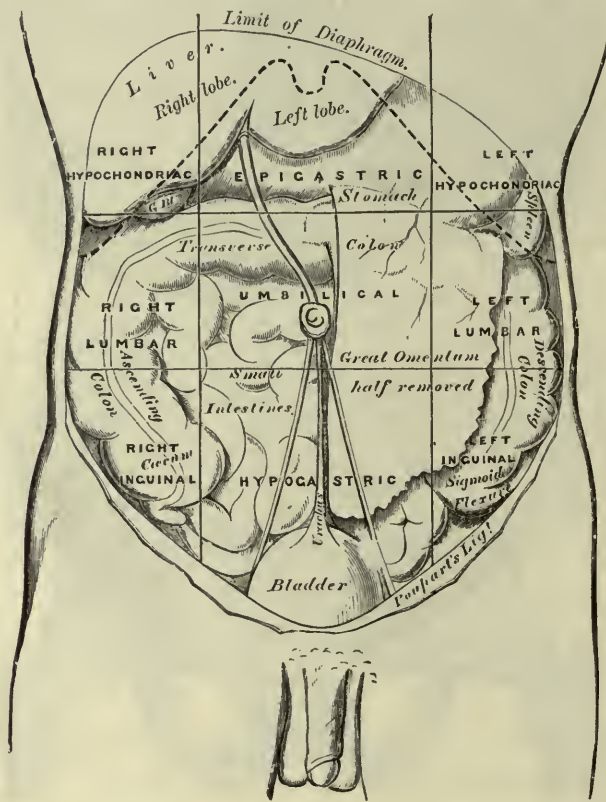 Limit of Diaphragm.
Liver.
Right lobe.
Left lobe.
RIGHT
HYPOCHONDRIAC
EPIGASTRIC
LEFT
HYPOCHONDRIAC
G.Bl.
Stomach
Spleen
Transverse Colon
UMBILICAL
RIGHT
LUMBAR
LEFT
LUMBAR
Ascending
Colon
Small
Intestines
Great Omentum
half removed
Descending
Colon
RIGHT
Cæcum
INGUINAL
HYPOGASTRIC
LEFT
INGUINAL
Sigmoid
Flexure
Urachus
Bladder
Poupart's Ligt